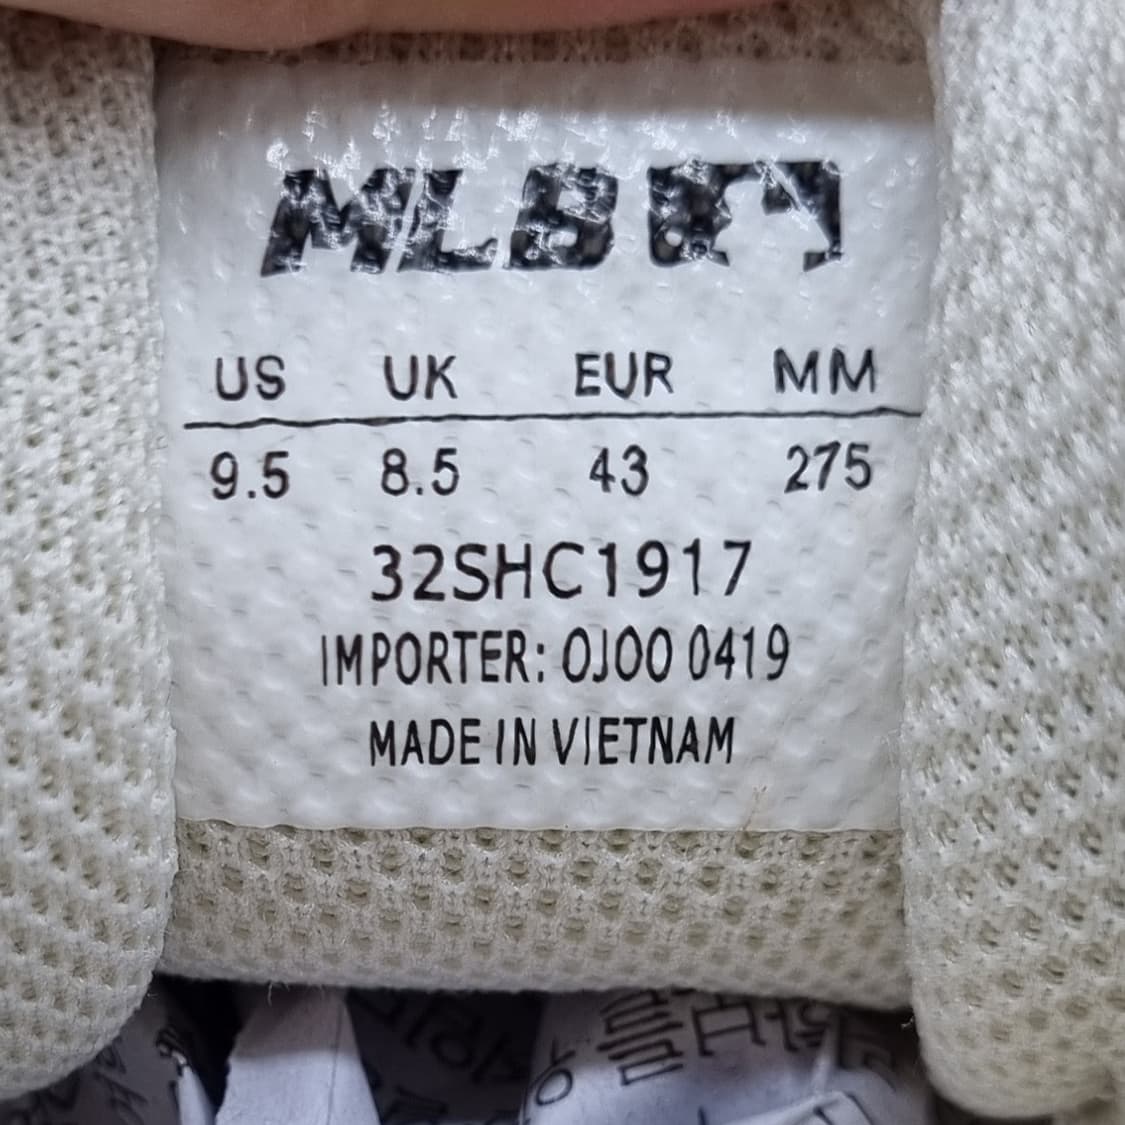 MLB
US UK EUR MM
9.5 8.5 43 275
32SHC1917
IMPORTER: OJOO 0419
MADE IN VIETNAM